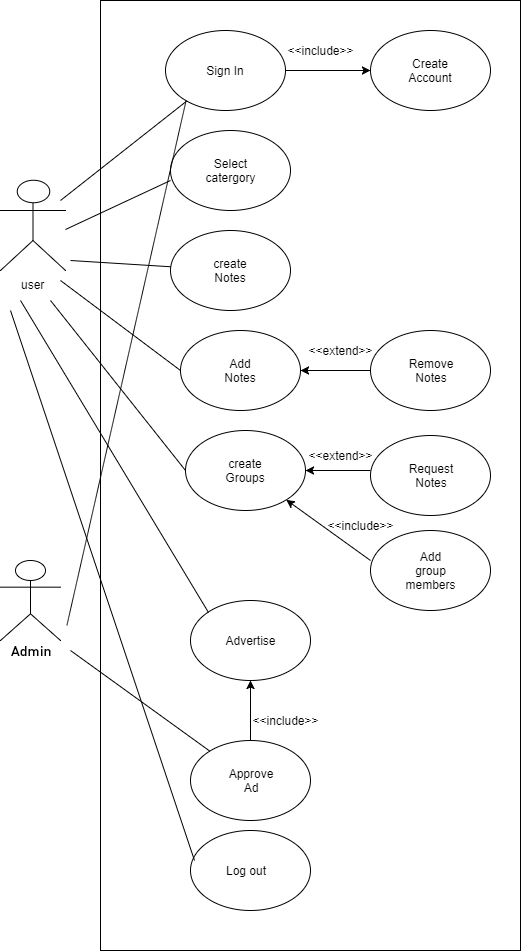 Sign In
<<include>>
Create
Account
Select
catergory
user
create
Notes
Add
Notes
<<extend>>
Remove
Notes
create
Groups
<<extend>>
Request
Notes
<<include>>
Add
group
members
Admin
Advertise
<<include>>
Approve
Ad
Log out